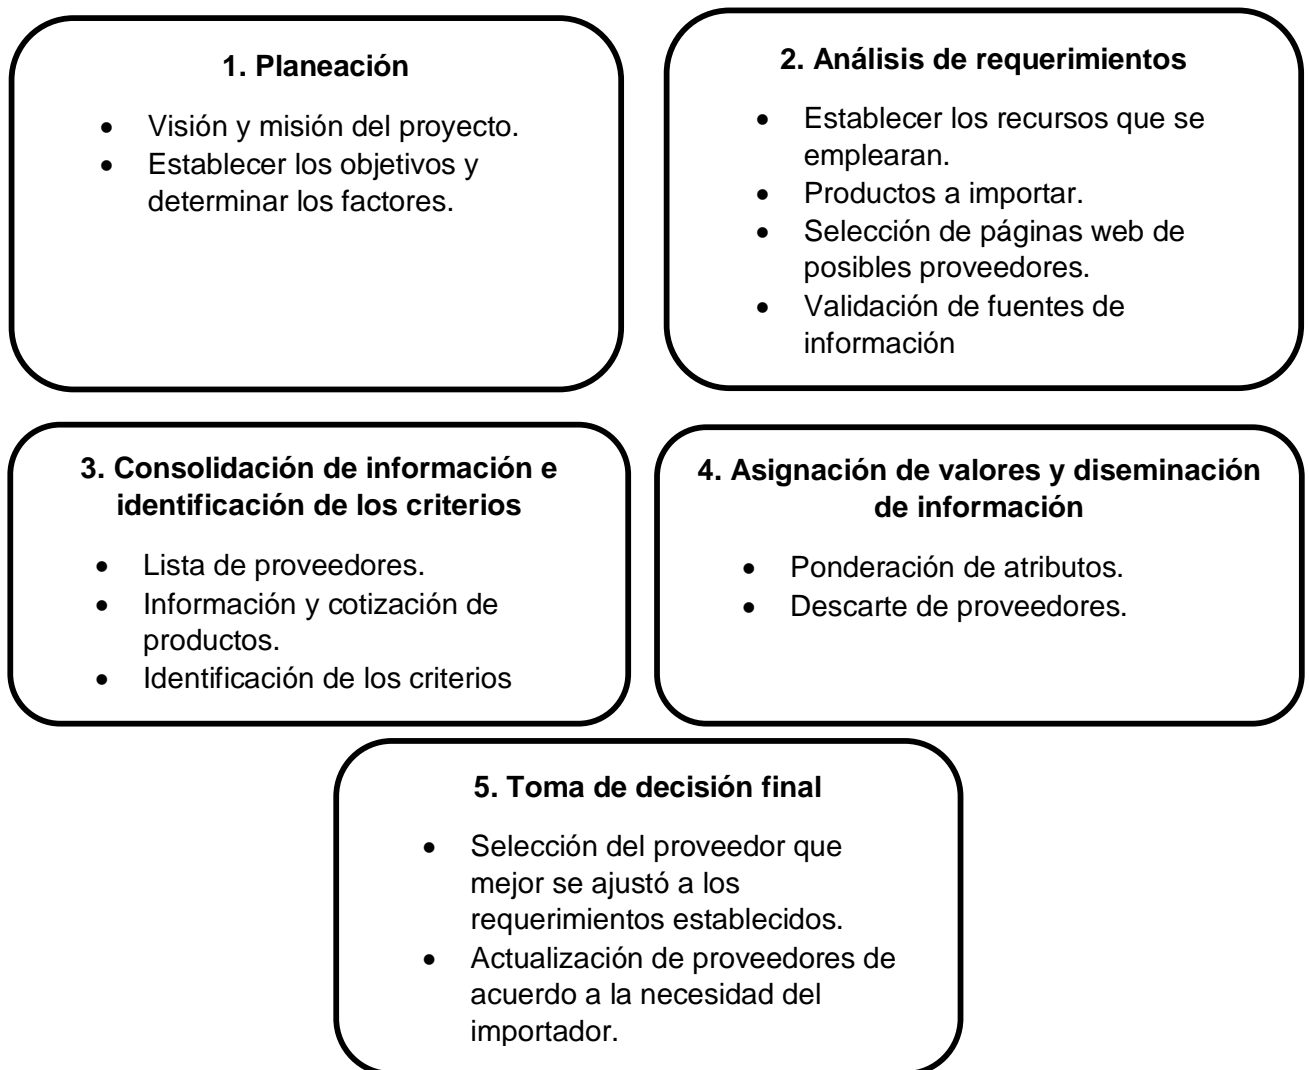 1. Planeación
• Visión y misión del proyecto.
• Establecer los objetivos y
determinar los factores.
2. Análisis de requerimientos
• Establecer los recursos que se
emplearan.
• Productos a importar.
• Selección de páginas web de
posibles proveedores.
• Validación de fuentes de
información
3. Consolidación de información e
identificación de los criterios
• Lista de proveedores.
• Información y cotización de
productos.
• Identificación de los criterios
4. Asignación de valores y diseminación
de información
• Ponderación de atributos.
• Descarte de proveedores.
5. Toma de decisión final
• Selección del proveedor que
mejor se ajustó a los
requerimientos establecidos.
• Actualización de proveedores de
acuerdo a la necesidad del
importador.